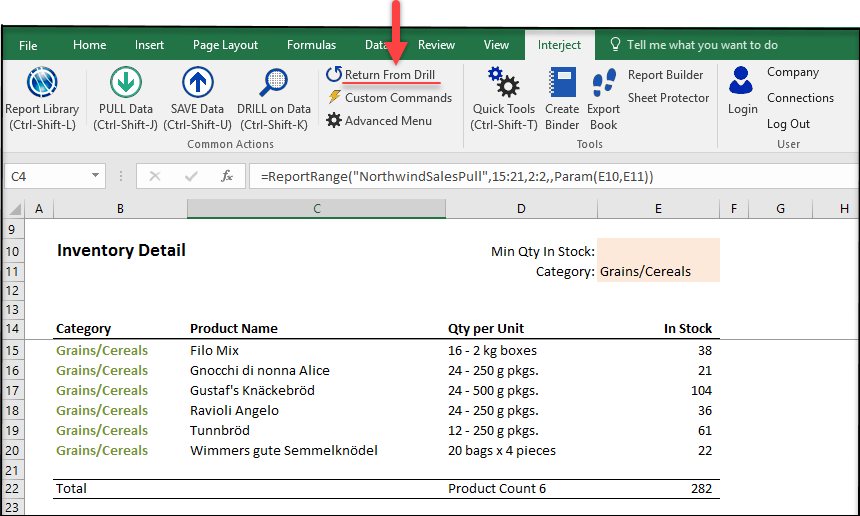 File Home Insert Page Layout Formulas Data Review View Interject Tell me what you want to do
Report Library PULL Data SAVE Data DRILL on Data Return From Drill Quick Tools Create Export Report Builder Login Company
(Ctrl-Shift-L) (Ctrl-Shift-J) (Ctrl-Shift-U) (Ctrl-Shift-K) Custom Commands (Ctrl-Shift-T) Binder Book Sheet Protector Connections
Advanced Menu Log Out
Common Actions Tools User
C4 fx =ReportRange("NorthwindSalesPull",15:21,2:2,,Param(E10,E11))
A B C D E F G H
9
10 Inventory Detail Min Qty In Stock:
11 Category: Grains/Cereals
12
13
14 Category Product Name Qty per Unit In Stock
15 Grains/Cereals Filo Mix 16 - 2 kg boxes 38
16 Grains/Cereals Gnocchi di nonna Alice 24 - 250 g pkgs. 21
17 Grains/Cereals Gustaf's Knäckebröd 24 - 500 g pkgs. 104
18 Grains/Cereals Ravioli Angelo 24 - 250 g pkgs. 36
19 Grains/Cereals Tunnbröd 12 - 250 g pkgs. 61
20 Grains/Cereals Wimmers gute Semmelknödel 20 bags x 4 pieces 22
21
22 Total Product Count 6 282
23